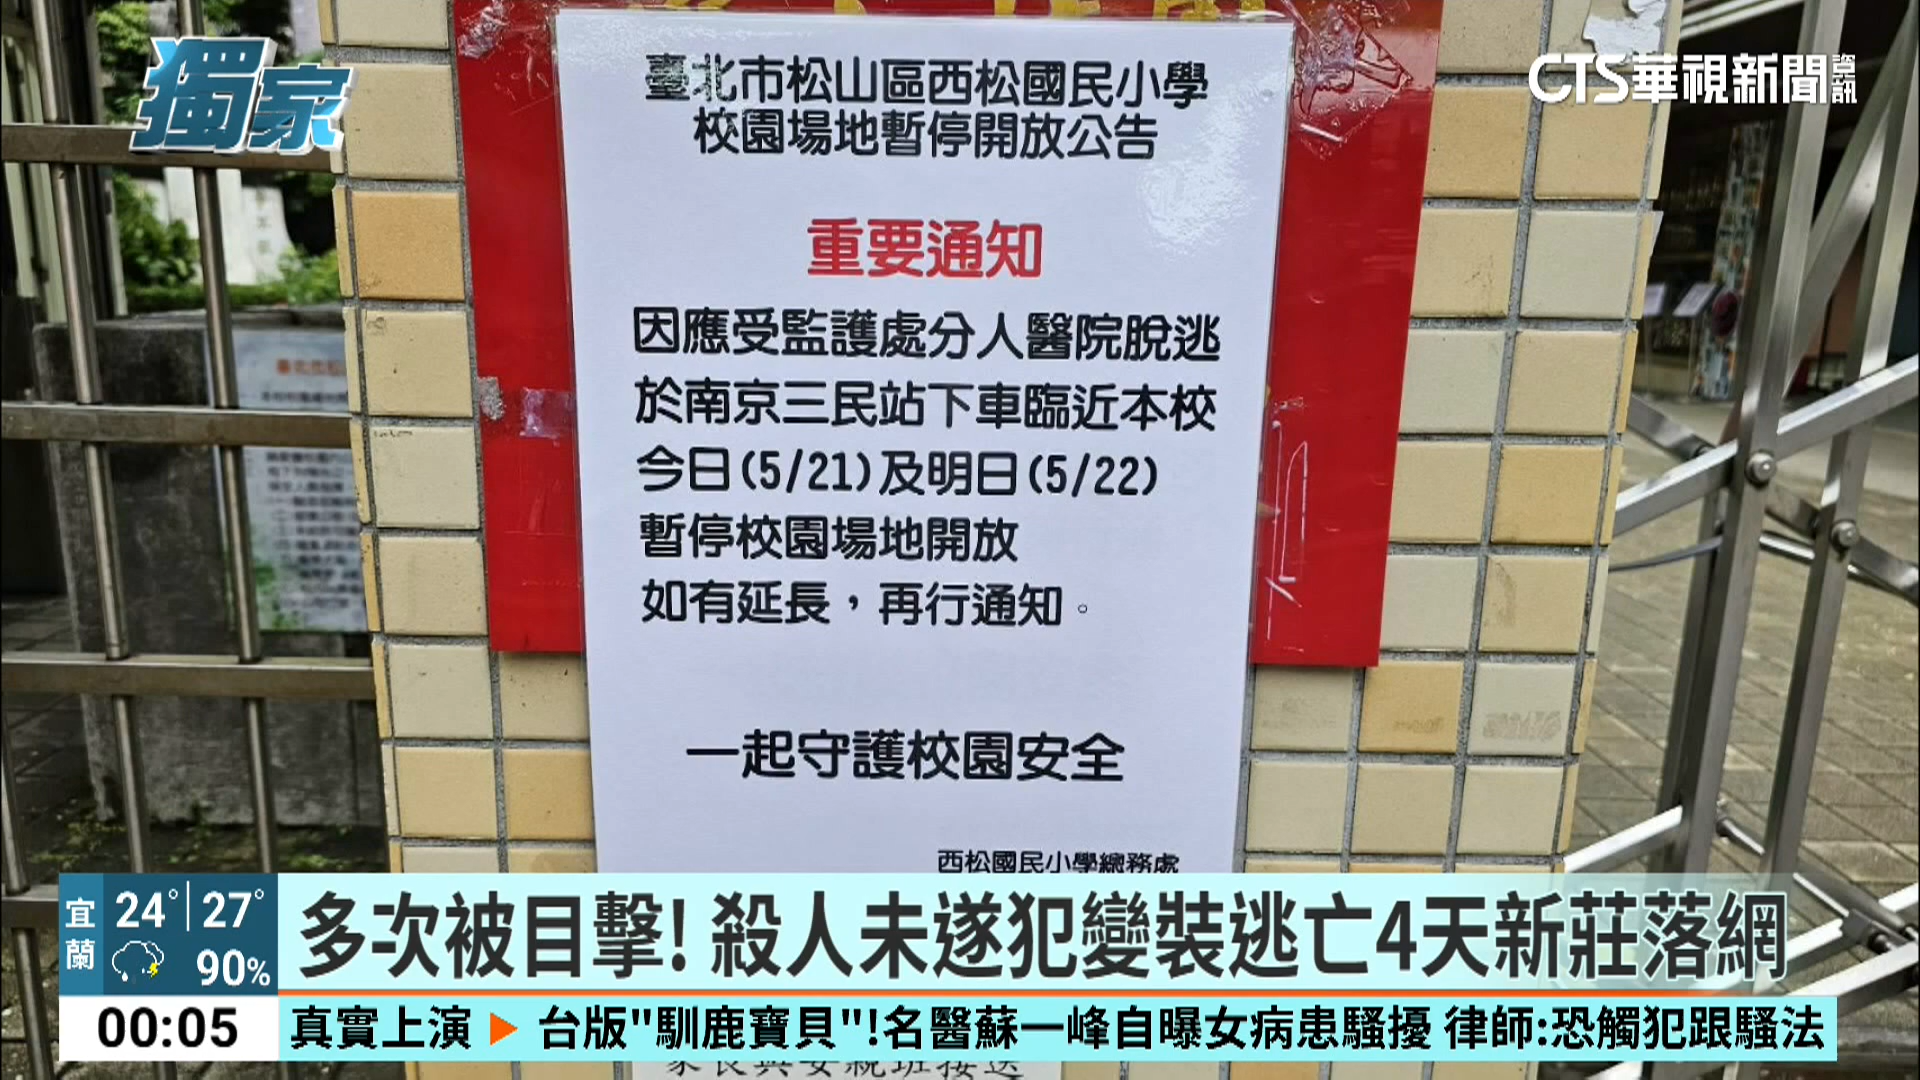 獨家
CTS華視新聞資訊
臺北市松山區西松國民小學
校園場地暫停開放公告
重要通知
因應受監護處分人醫院脫逃
於南京三民站下車臨近本校
今日(5/21)及明日(5/22)
暫停校園場地開放
如有延長，再行通知。
一起守護校園安全
西松國民小學總務處
宜蘭
24°|27°
90%
多次被目擊!殺人未遂犯變裝逃亡4天新莊落網
00:05
真實上演▶台版"馴鹿寶貝"!名醫蘇一峰自曝女病患騷擾 律師:恐觸犯跟騷法